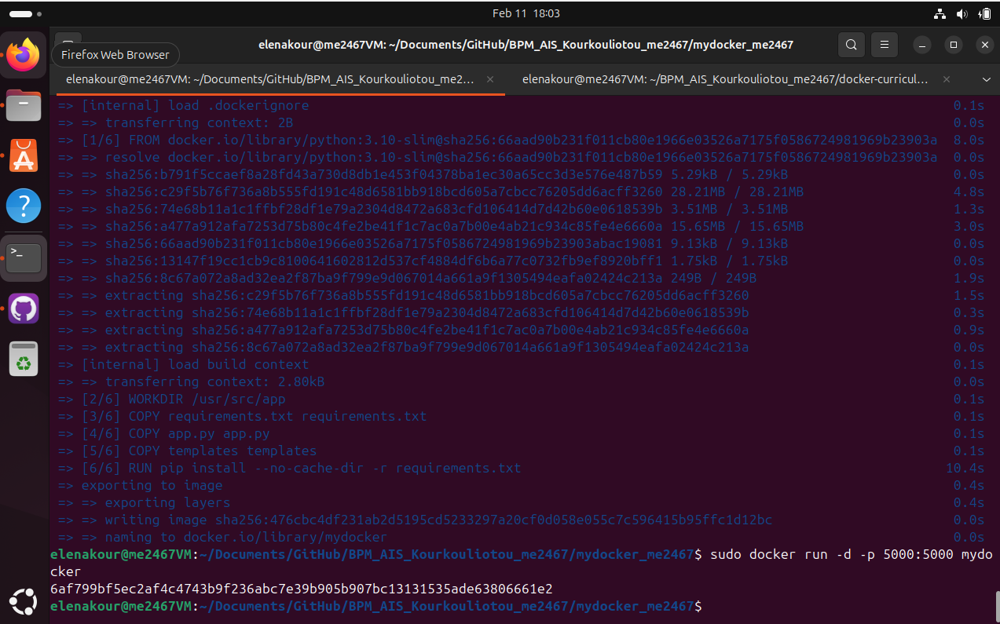 Feb 11 18:03
elenakour@me2467VM: ~/Documents/GitHub/BPM_AIS_Kourkouliotou_me2467/mydocker_me2467
Firefox Web Browser
elenakour@me2467VM: ~/Documents/GitHub/BPM_AIS_Kourkouliotou_me2... × elenakour@me2467VM: ~/BPM_AIS_Kourkouliotou_me2467/docker-curricul... ×
=> [internal] load .dockerignore 0.1s
=> => transferring context: 2B 0.0s
=> [1/6] FROM docker.io/library/python:3.10-slim@sha256:66aad90b231f011cb80e1966e03526a7175f0586724981969b23903a 8.0s
=> => resolve docker.io/library/python:3.10-slim@sha256:66aad90b231f011cb80e1966e03526a7175f0586724981969b23903a 0.0s
=> => sha256:b791f5ccaef8a28fd43a730d8db1e453f04378ba1ec30a65cc3d3e576e487b59 5.29kB / 5.29kB 0.0s
=> => sha256:c29f5b76f736a8b555fd191c48d6581bb918bcd605a7cbcc76205dd6acff3260 28.21MB / 28.21MB 4.8s
=> => sha256:74e68b11a1c1ffbf28df1e79a2304d8472a683cfd106414d7d42b60e0618539b 3.51MB / 3.51MB 1.3s
=> => sha256:a477a912afa7253d75b80c4fe2be41f1c7ac0a7b00e4ab21c934c85fe4e6660a 15.65MB / 15.65MB 3.0s
=> => sha256:66aad90b231f011cb80e1966e03526a7175f0586724981969b23903abac19081 9.13kB / 9.13kB 0.0s
=> => sha256:13147f19cc1cb9c8100641602812d537cf4884df6b6a77c0732fb9ef8920bff1 1.75kB / 1.75kB 0.0s
=> => sha256:8c67a072a8ad32ea2f87ba9f799e9d067014a661a9f1305494eafa02424c213a 249B / 249B 1.9s
=> => extracting sha256:c29f5b76f736a8b555fd191c48d6581bb918bcd605a7cbcc76205dd6acff3260 1.5s
=> => extracting sha256:74e68b11a1c1ffbf28df1e79a2304d8472a683cfd106414d7d42b60e0618539b 0.3s
=> => extracting sha256:a477a912afa7253d75b80c4fe2be41f1c7ac0a7b00e4ab21c934c85fe4e6660a 0.9s
=> => extracting sha256:8c67a072a8ad32ea2f87ba9f799e9d067014a661a9f1305494eafa02424c213a 0.0s
=> [internal] load build context 0.1s
=> => transferring context: 2.80kB 0.0s
=> [2/6] WORKDIR /usr/src/app 0.1s
=> [3/6] COPY requirements.txt requirements.txt 0.1s
=> [4/6] COPY app.py app.py 0.1s
=> [5/6] COPY templates templates 0.1s
=> [6/6] RUN pip install --no-cache-dir -r requirements.txt 10.4s
=> exporting to image 0.4s
=> => exporting layers 0.4s
=> => writing image sha256:476cbc4df231ab2d5195cd5233297a20cf0d058e055c7c596415b95ffc1d12bc 0.0s
=> => naming to docker.io/library/mydocker 0.0s
elenakour@me2467VM:~/Documents/GitHub/BPM_AIS_Kourkouliotou_me2467/mydocker_me2467$ sudo docker run -d -p 5000:5000 mydo
cker
6af799bf5ec2af4c4743b9f236abc7e39b905b907bc13131535ade63806661e2
elenakour@me2467VM:~/Documents/GitHub/BPM_AIS_Kourkouliotou_me2467/mydocker_me2467$